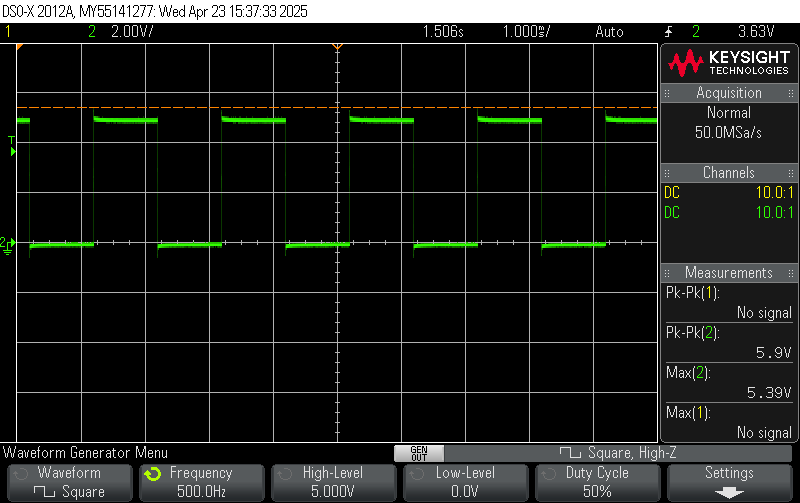 DSO-X 2012A, MY55141277: Wed Apr 23 15:37:33 2025
1 2 2.00V/ 1.506s 1.000s/ Auto 2 3.63V
KEYSIGHT
TECHNOLOGIES
Acquisition
Normal
50.0MSa/s
Channels
DC 10.0:1
DC 10.0:1
T
2
Measurements
Pk-Pk(1):
No signal
Pk-Pk(2):
5.9V
Max(2):
5.39V
Max(1):
No signal
Waveform Generator Menu
GEN
OUT
Square, High-Z
Waveform
Square
Frequency
500.0Hz
High-Level
5.000V
Low-Level
0.0V
Duty Cycle
50%
Settings